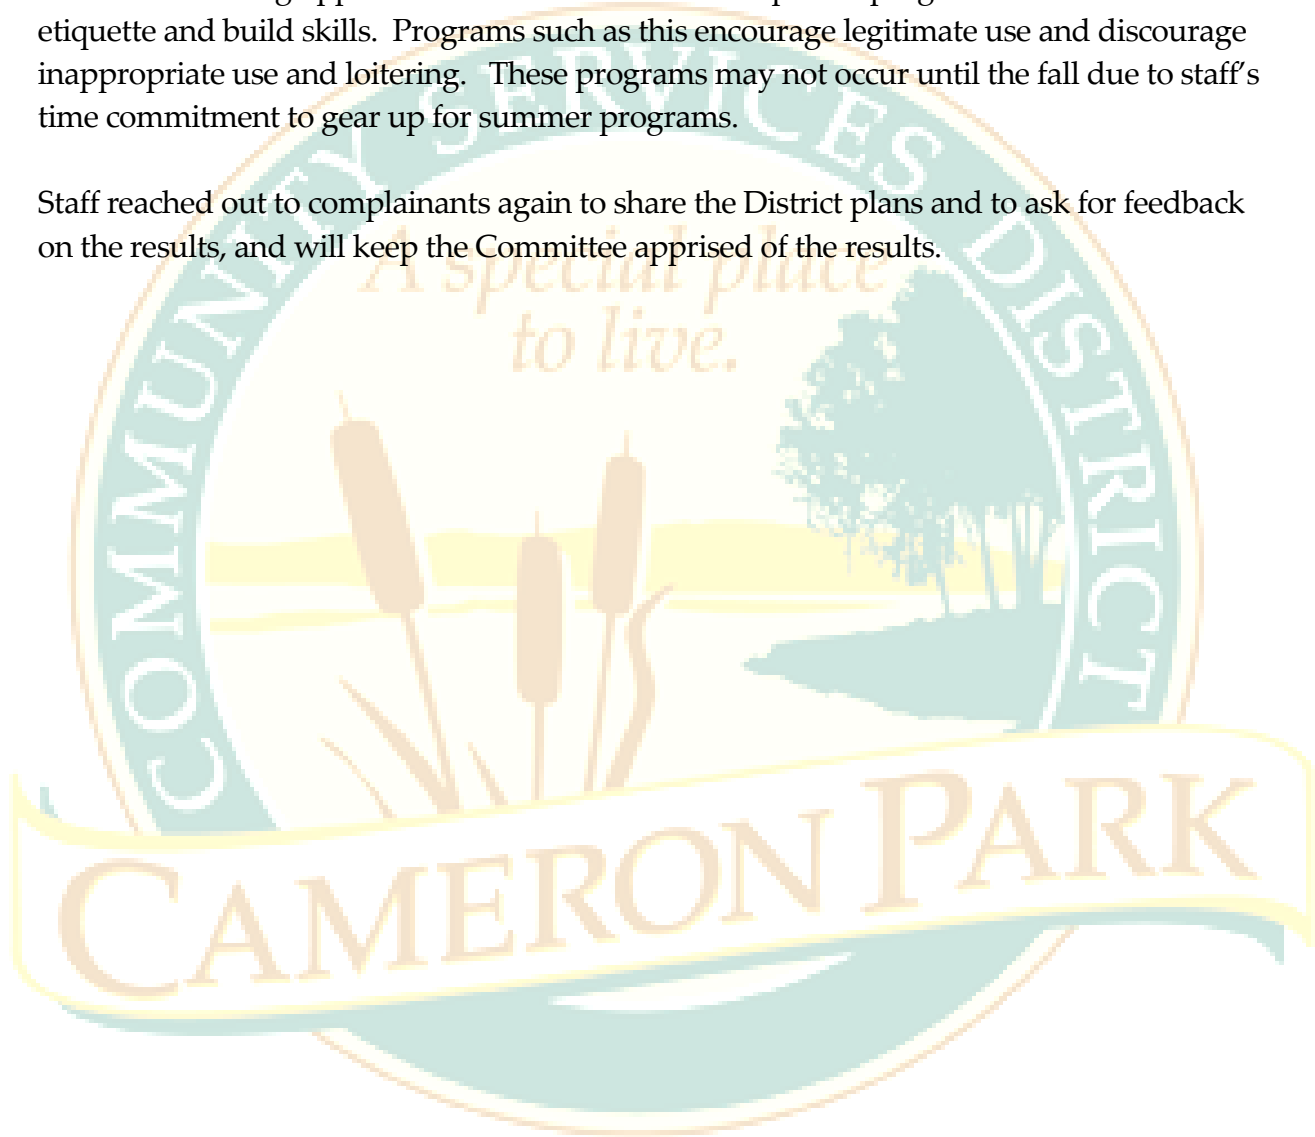 etiquette and build skills.  Programs such as this encourage legitimate use and discourage
inappropriate use and loitering.   These programs may not occur until the fall due to staff's
time commitment to gear up for summer programs.
Staff reached out to complainants again to share the District plans and to ask for feedback
on the results, and will keep the Committee apprised of the results.
COMMUNITY SERVICES DISTRICT
A special place
to live.
CAMERON PARK